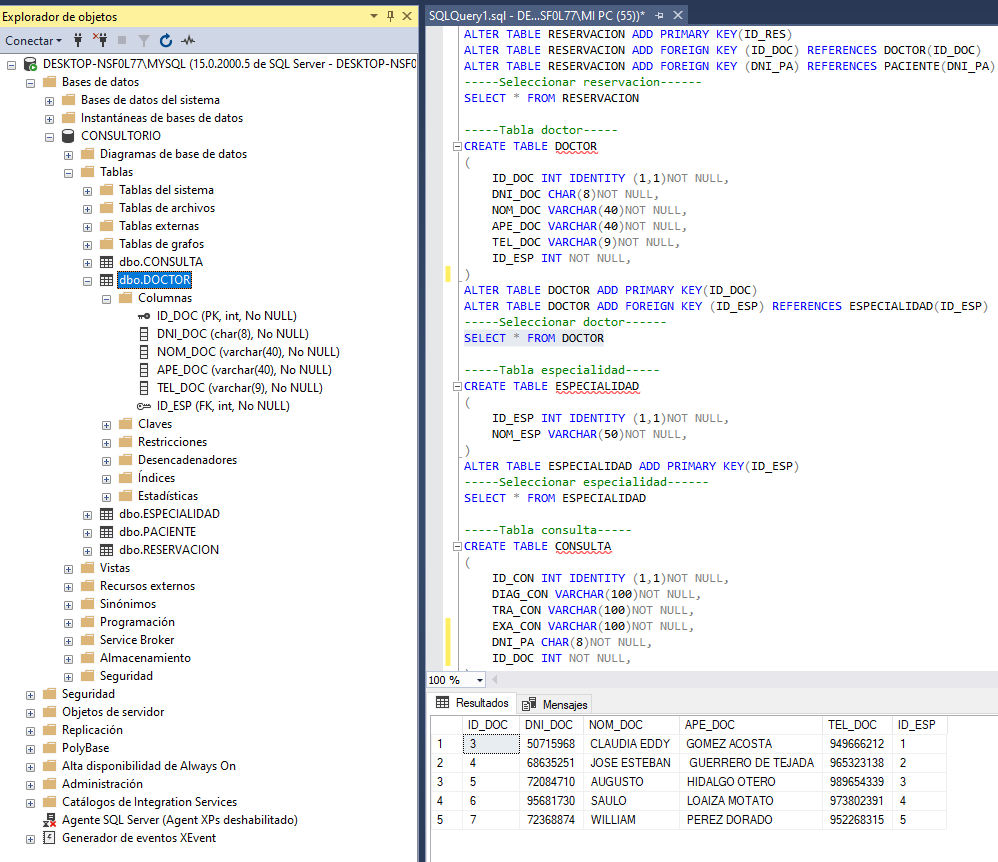 Explorador de objetos
Conectar
DESKTOP-NSF0L77\MYSQL (15.0.2000.5 de SQL Server - DESKTOP-NSF0
Bases de datos
Bases de datos del sistema
Instantáneas de bases de datos
CONSULTORIO
Diagramas de base de datos
Tablas
Tablas del sistema
Tablas de archivos
Tablas externas
Tablas de grafos
dbo.CONSULTA
dbo.DOCTOR
Columnas
ID_DOC (PK, int, No NULL)
DNI_DOC (char(8), No NULL)
NOM_DOC (varchar(40), No NULL)
APE_DOC (varchar(40), No NULL)
TEL_DOC (varchar(9), No NULL)
ID_ESP (FK, int, No NULL)
Claves
Restricciones
Desencadenadores
Índices
Estadísticas
dbo.ESPECIALIDAD
dbo.PACIENTE
dbo.RESERVACION
Vistas
Recursos externos
Sinónimos
Programación
Service Broker
Almacenamiento
Seguridad
Seguridad
Objetos de servidor
Replicación
PolyBase
Alta disponibilidad de Always On
Administración
Catálogos de Integration Services
Agente SQL Server (Agent XPs deshabilitado)
Generador de eventos XEvent
SQLQuery1.sql - DE...SF0L77\MI PC (55))*
ALTER TABLE RESERVACION ADD PRIMARY KEY(ID_RES)
ALTER TABLE RESERVACION ADD FOREIGN KEY (ID_DOC) REFERENCES DOCTOR(ID_DOC)
ALTER TABLE RESERVACION ADD FOREIGN KEY (DNI_PA) REFERENCES PACIENTE(DNI_PA)
-----Seleccionar reservacion------
SELECT * FROM RESERVACION
-----Tabla doctor-----
CREATE TABLE DOCTOR
(
ID_DOC INT IDENTITY (1,1)NOT NULL,
DNI_DOC CHAR(8)NOT NULL,
NOM_DOC VARCHAR(40)NOT NULL,
APE_DOC VARCHAR(40)NOT NULL,
TEL_DOC VARCHAR(9)NOT NULL,
ID_ESP INT NOT NULL,
)
ALTER TABLE DOCTOR ADD PRIMARY KEY(ID_DOC)
ALTER TABLE DOCTOR ADD FOREIGN KEY (ID_ESP) REFERENCES ESPECIALIDAD(ID_ESP)
-----Seleccionar doctor------
SELECT * FROM DOCTOR
-----Tabla especialidad-----
CREATE TABLE ESPECIALIDAD
(
ID_ESP INT IDENTITY (1,1)NOT NULL,
NOM_ESP VARCHAR(50)NOT NULL,
)
ALTER TABLE ESPECIALIDAD ADD PRIMARY KEY(ID_ESP)
-----Seleccionar especialidad------
SELECT * FROM ESPECIALIDAD
-----Tabla consulta-----
CREATE TABLE CONSULTA
(
ID_CON INT IDENTITY (1,1)NOT NULL,
DIAG_CON VARCHAR(100)NOT NULL,
TRA_CON VARCHAR(100)NOT NULL,
EXA_CON VARCHAR(100)NOT NULL,
DNI_PA CHAR(8)NOT NULL,
ID_DOC INT NOT NULL,
100 %
Resultados Mensajes
ID_DOC DNI_DOC NOM_DOC APE_DOC TEL_DOC ID_ESP
1 3 50715968 CLAUDIA EDDY GOMEZ ACOSTA 949666212 1
2 4 68635251 JOSE ESTEBAN GUERRERO DE TEJADA 965323138 2
3 5 72084710 AUGUSTO HIDALGO OTERO 989654339 3
4 6 95681730 SAULO LOAIZA MOTATO 973802391 4
5 7 72368874 WILLIAM PEREZ DORADO 952268315 5